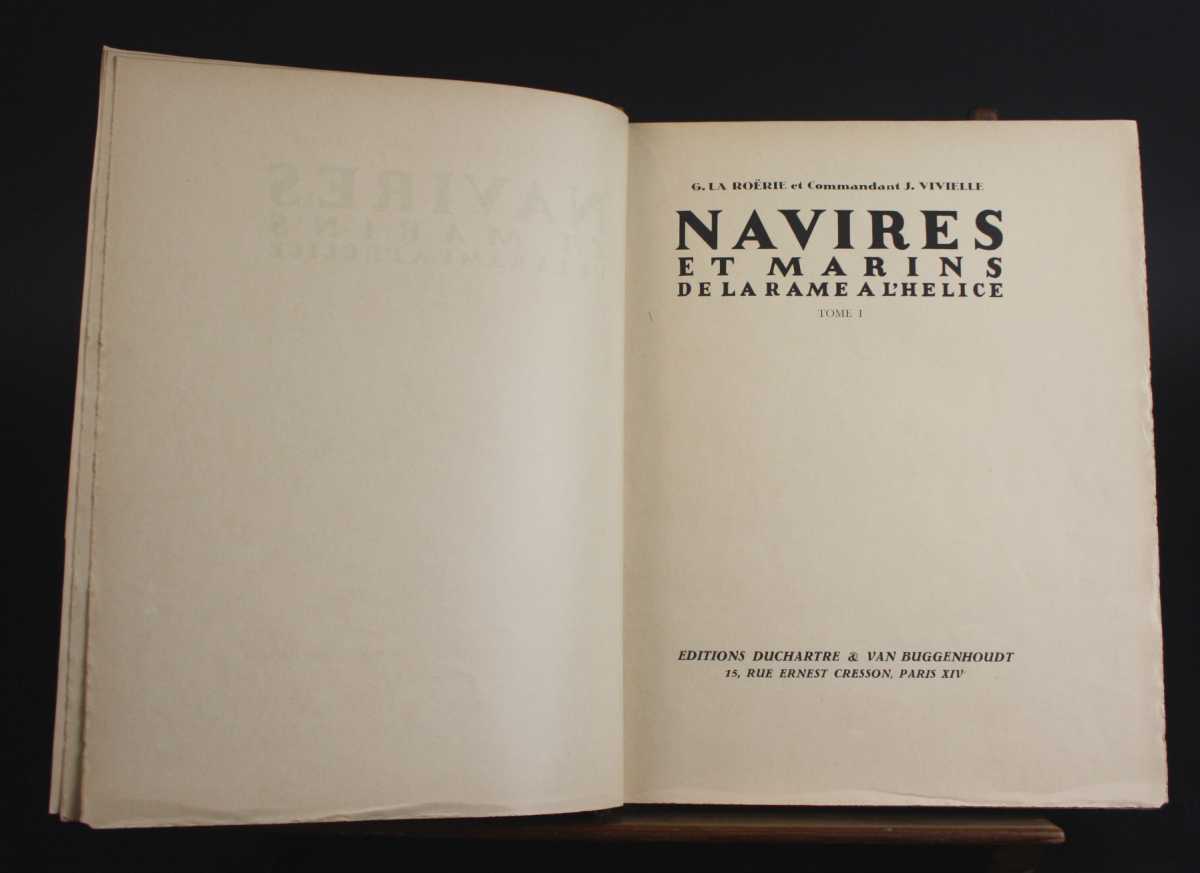 G. LA ROËRIE et Commandant J. VIVIELLE
NAVIRES
ET MARINS
DE LA RAME A L'HELICE
TOME I
EDITIONS DUCHARTRE & VAN BUGGENHOUDT
15, RUE ERNEST CRESSON, PARIS XIV